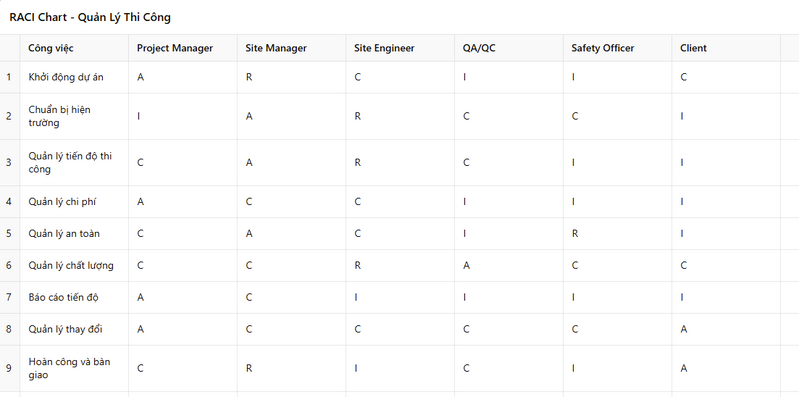 RACI Chart - Quản Lý Thi Công
Công việc Project Manager Site Manager Site Engineer QA/QC Safety Officer Client
1 Khởi động dự án A R C I I C
2 Chuẩn bị hiện trường I A R C C I
3 Quản lý tiến độ thi công C A R C I I
4 Quản lý chi phí A C C I I I
5 Quản lý an toàn C A C I R I
6 Quản lý chất lượng C C R A C C
7 Báo cáo tiến độ A C I I I I
8 Quản lý thay đổi A C C C C A
9 Hoàn công và bàn giao C R I C I A